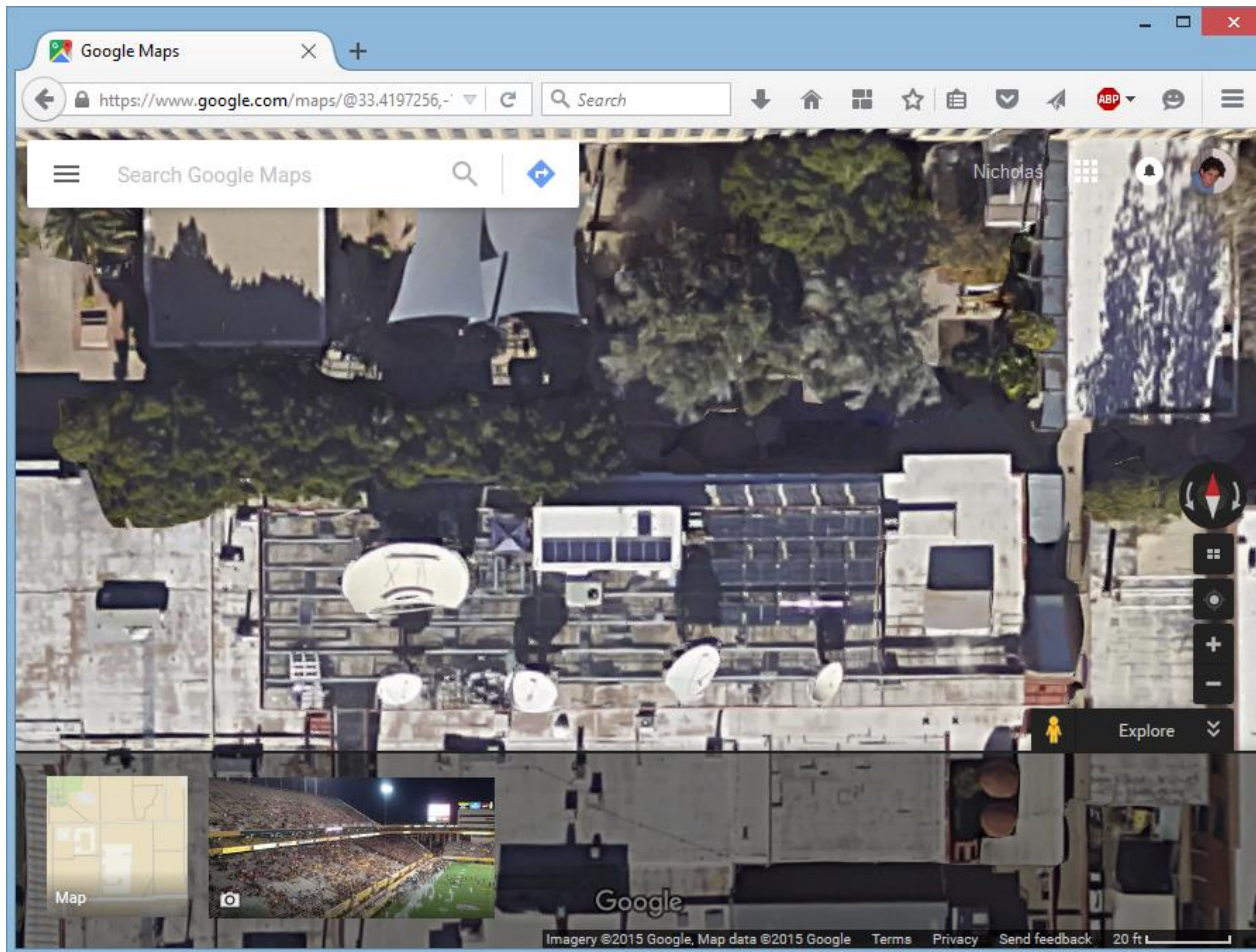 Google Maps
https://www.google.com/maps/@33.4197256,-
Search
ABP
Search Google Maps
Nicholas
Explore
Map
Google
Imagery ©2015 Google, Map data ©2015 Google Terms Privacy Send feedback 20 ft